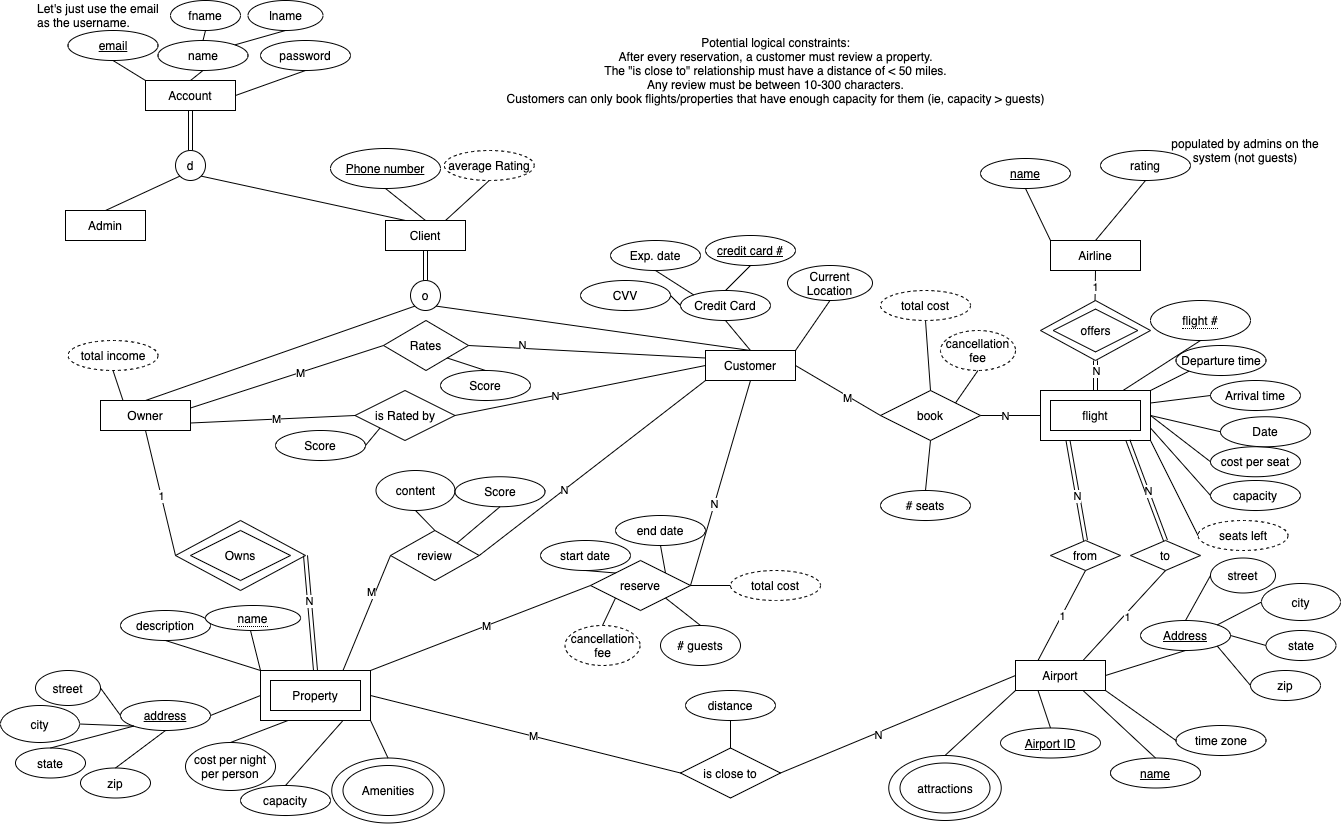 Let's just use the email
as the username.
fname
lname
email
name
password
Account
Potential logical constraints:
After every reservation, a customer must review a property.
The "is close to" relationship must have a distance of < 50 miles.
Any review must be between 10-300 characters.
Customers can only book flights/properties that have enough capacity for them (ie, capacity > guests)
d
Admin
Phone number
average Rating
Client
o
populated by admins on the
system (not guests)
name
rating
Airline
1
offers
N
Exp. date
credit card #
CVV
Credit Card
Current
Location
total cost
cancellation
fee
flight #
Departure time
Arrival time
Date
cost per seat
capacity
seats left
total income
Rates
N
M
Score
Customer
Owner
M
is Rated by
N
Score
M
book
N
flight
# seats
1
Owns
N
content
Score
review
N
M
N
end date
start date
reserve
total cost
cancellation
fee
# guests
M
N
N
from
to
1
1
street
city
Address
state
zip
description
name
Property
street
address
city
state
zip
cost per night
per person
capacity
Amenities
M
distance
is close to
N
Airport
Airport ID
time zone
name
attractions